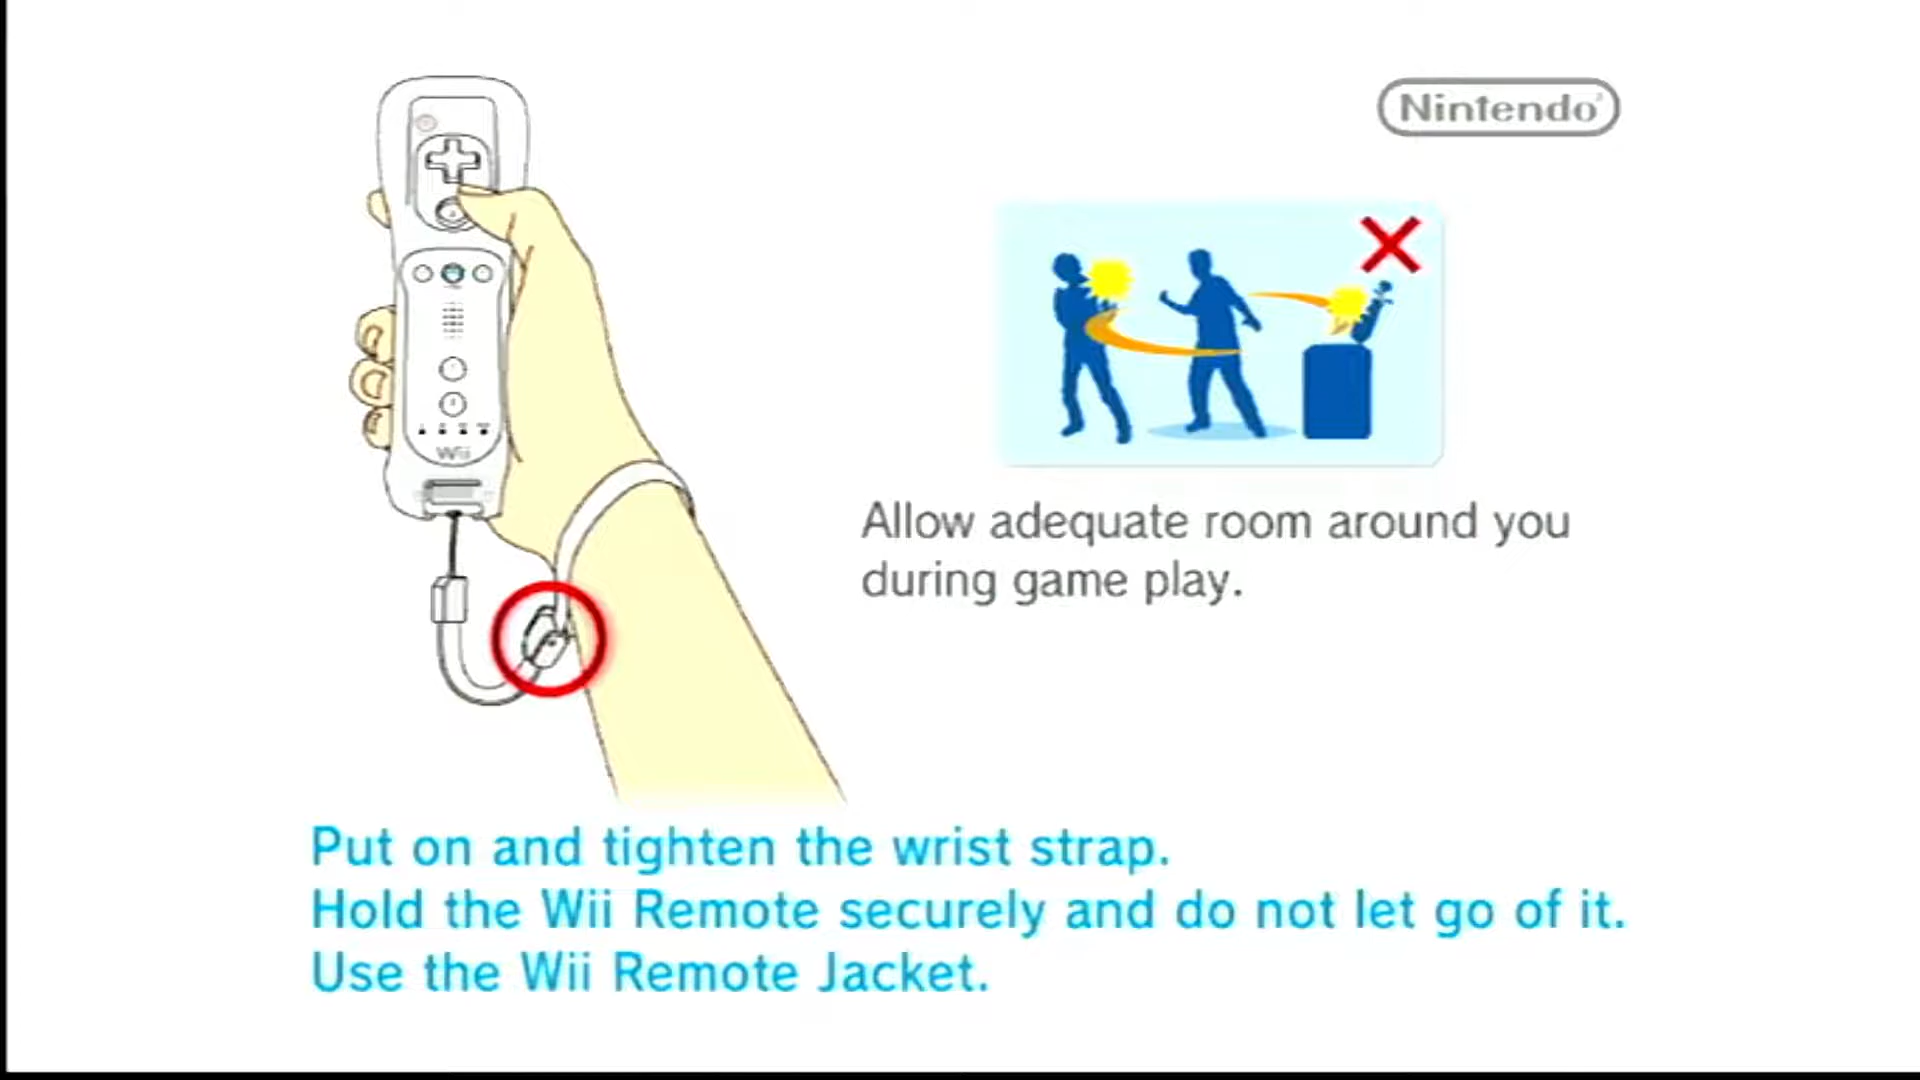 Nintendo
Allow adequate room around you
during game play.
Wii
Put on and tighten the wrist strap.
Hold the Wii Remote securely and do not let go of it.
Use the Wii Remote Jacket.